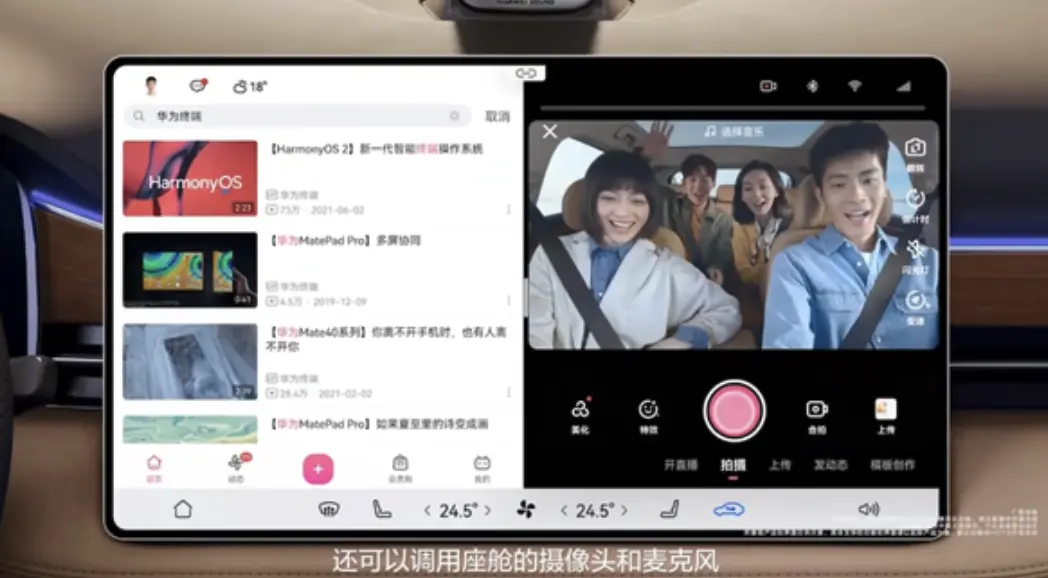 18°
华为终端
取消
选择音乐
【HarmonyOS 2】新一代智能终端操作系统
HarmonyOS
2:23
华为终端
73万 · 2021-06-02
【华为MatePad Pro】多屏协同
0:41
华为终端
4.5万 · 2019-12-09
【华为Mate40系列】你离不开手机时，也有人离
不开你
华为终端
28.4万 · 2021-02-02
【华为MatePad Pro】如果夏至里的诗变成画
翻转
倒计时
闪光灯
变速
美化
特效
合拍
上传
开直播
拍摄
上传
发动态
模板创作
首页
动态
会员购
我的
24.5°
24.5°
还可以调用座舱的摄像头和麦克风